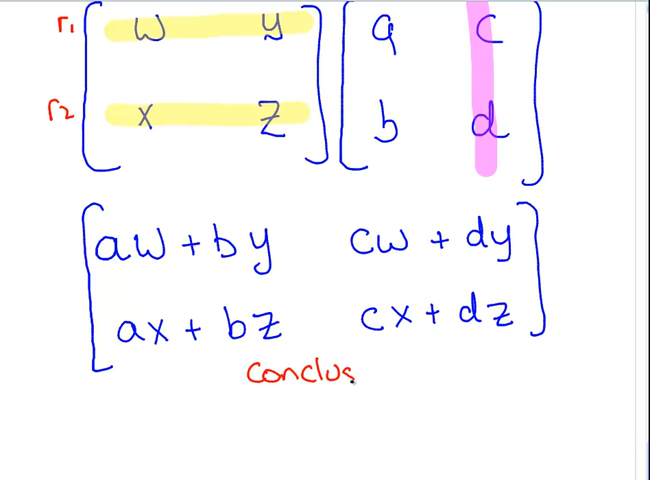 r1 w y a c
r2 x z b d
aw + by cw + dy
ax + bz cx + dz
conclus